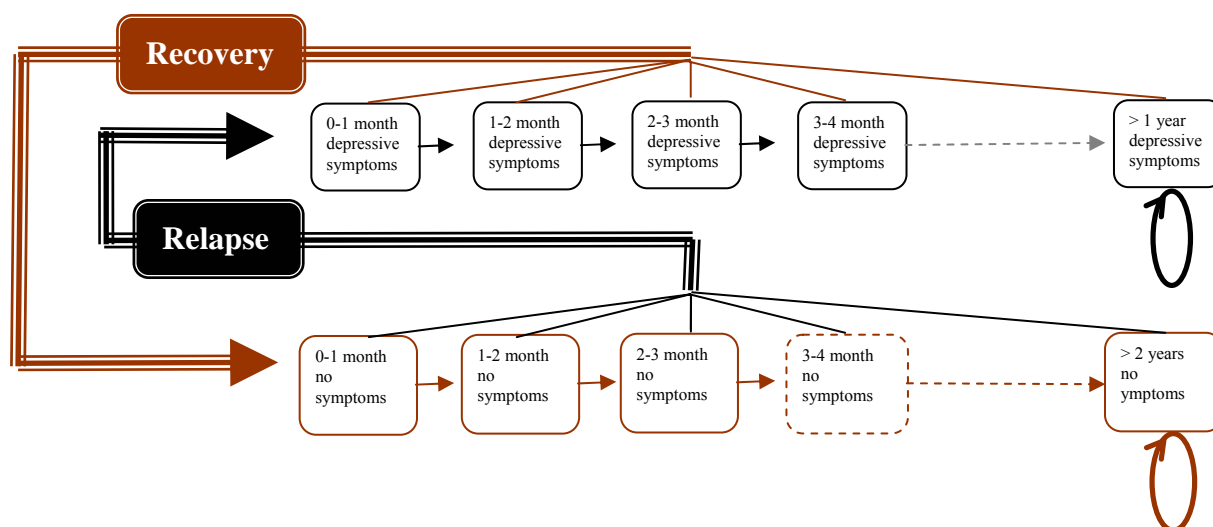 Recovery
0-1 month
depressive
symptoms
1-2 month
depressive
symptoms
2-3 month
depressive
symptoms
3-4 month
depressive
symptoms
> 1 year
depressive
symptoms
Relapse
0-1 month
no
symptoms
1-2 month
no
symptoms
2-3 month
no
symptoms
3-4 month
no
symptoms
> 2 years
no
ymptoms